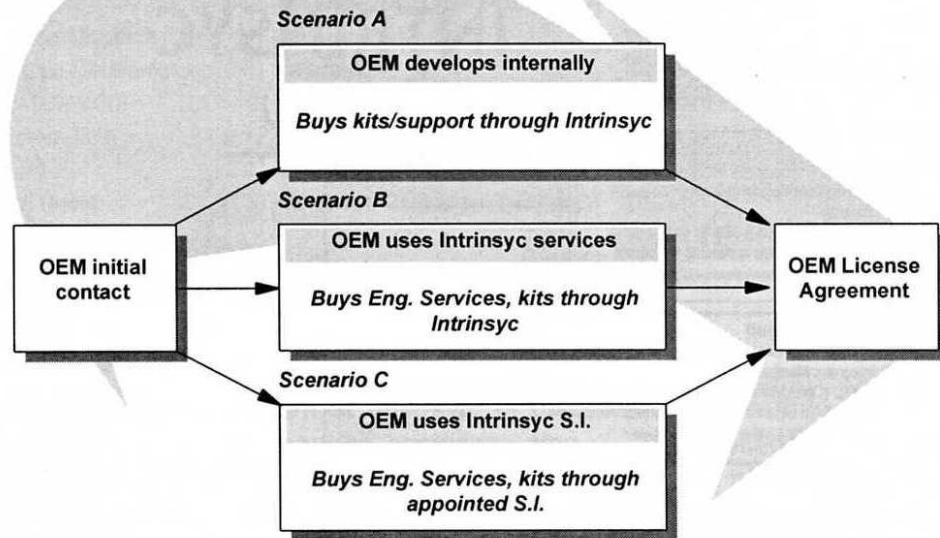 Scenario A
OEM develops internally
Buys kits/support through Intrinsyc
Scenario B
OEM uses Intrinsyc services
Buys Eng. Services, kits through
Intrinsyc
OEM initial
contact
OEM License
Agreement
Scenario C
OEM uses Intrinsyc S.I.
Buys Eng. Services, kits through
appointed S.I.